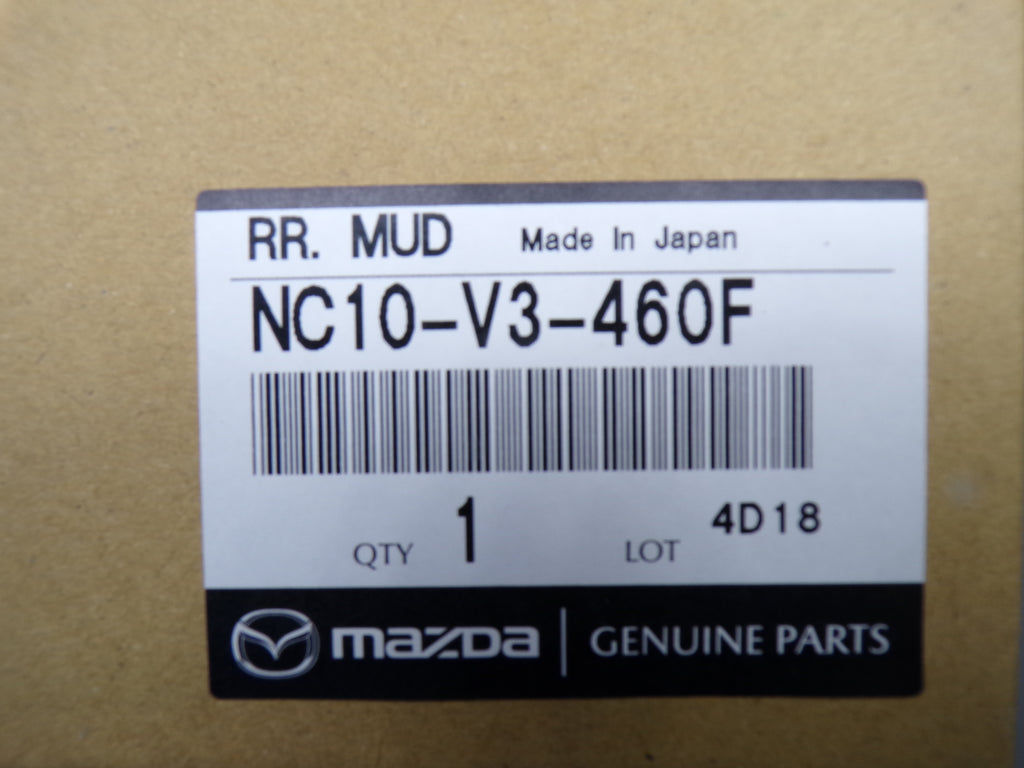 RR. MUD Made In Japan
NC10-V3-460F
QTY 1 LOT 4D18
mazda GENUINE PARTS